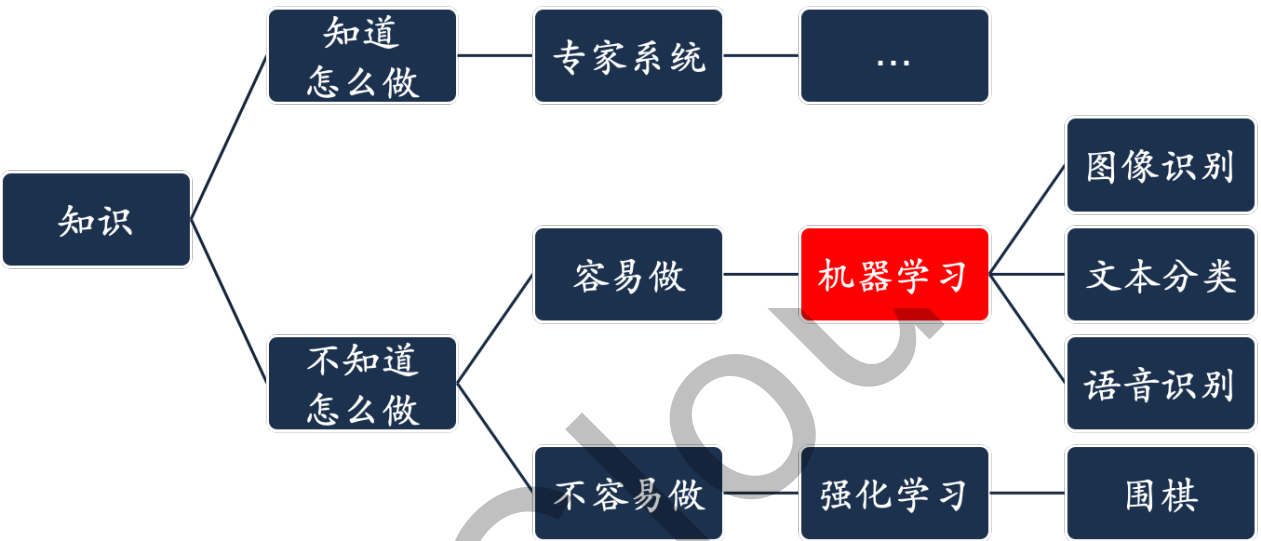 知道
怎么做
专家系统
...
知识
图像识别
容易做
机器学习
文本分类
不知道
怎么做
语音识别
不容易做
强化学习
围棋
lou